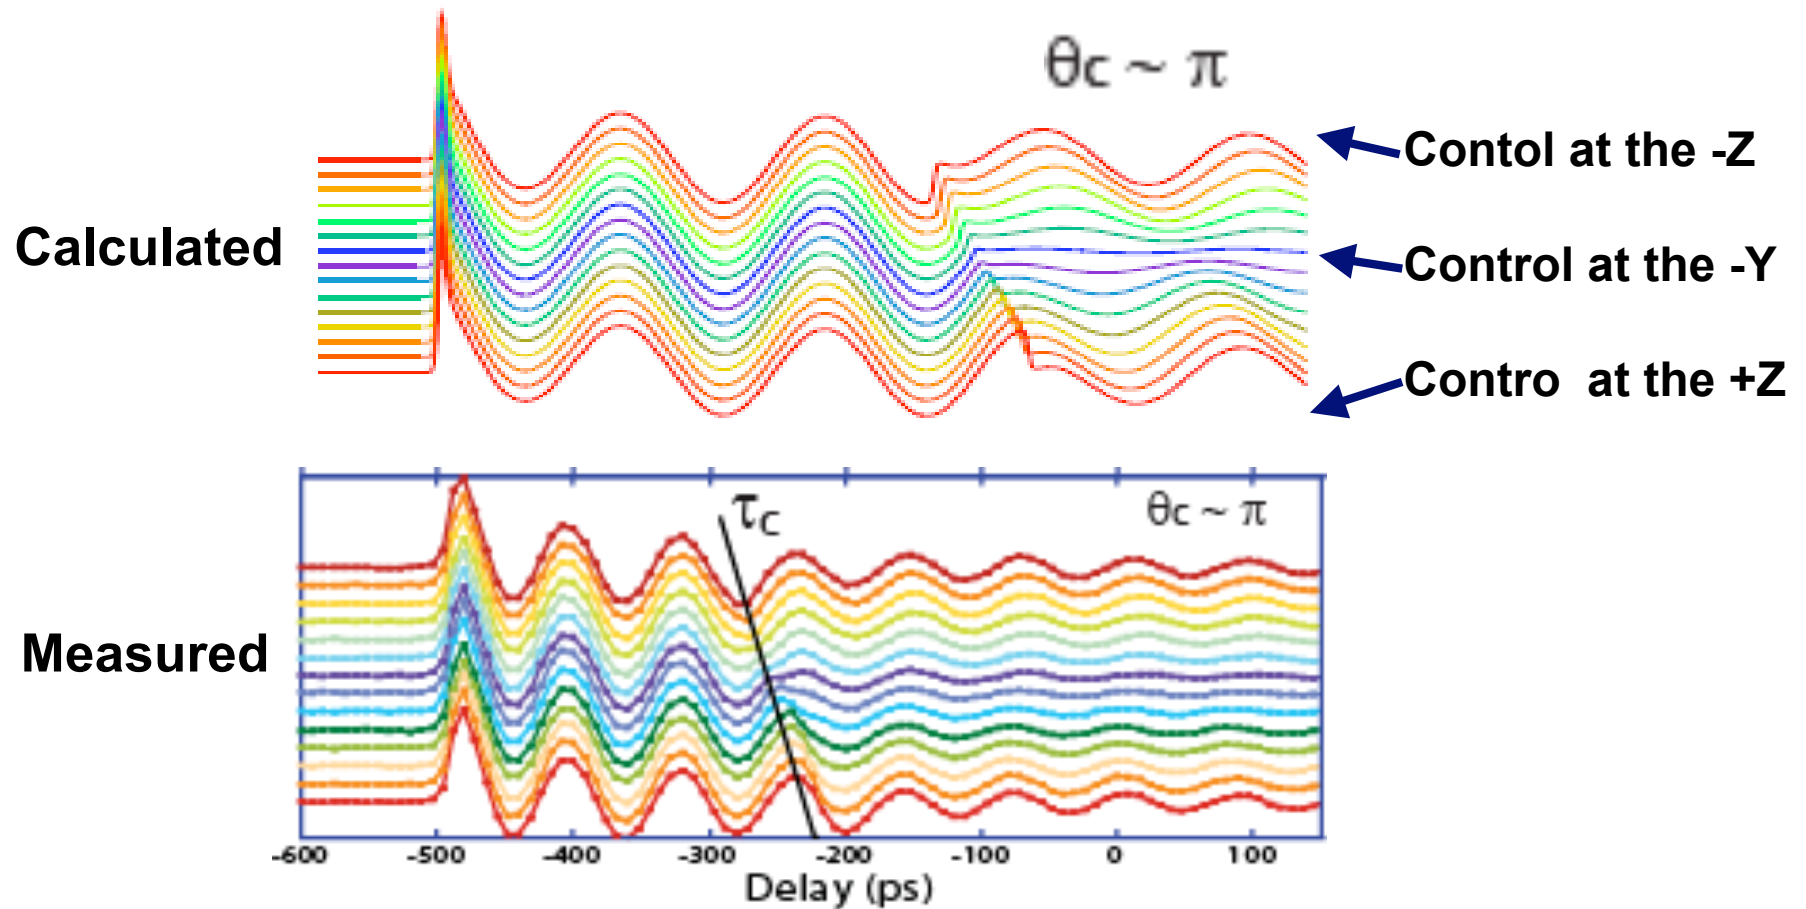 θc ~ π
Contol at the -Z
Calculated
Control at the -Y
Contro  at the +Z
τc
θc ~ π
Measured
-600 -500 -400 -300 -200 -100 0 100
Delay (ps)